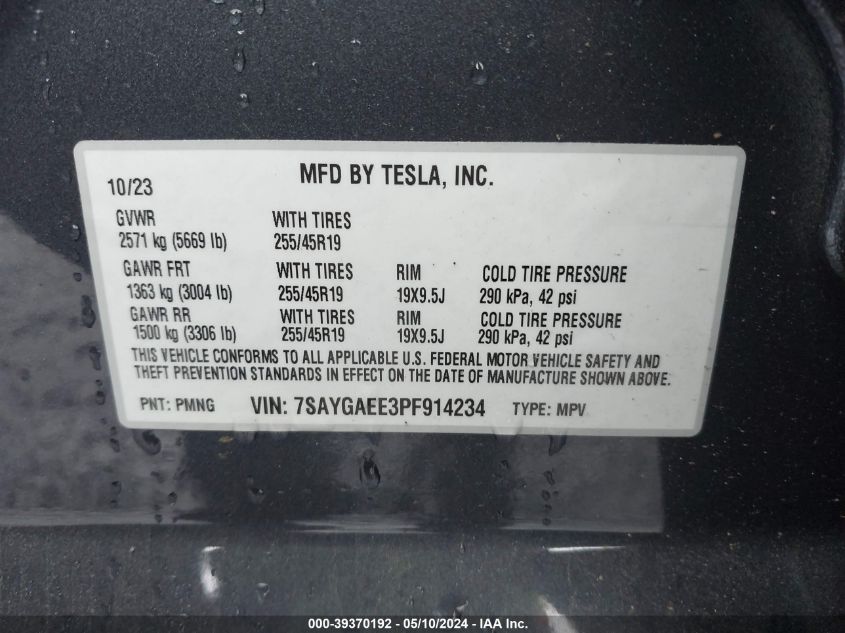 MFD BY TESLA, INC.
10/23
GVWR WITH TIRES
2571 kg (5669 lb) 255/45R19
GAWR FRT WITH TIRES RIM COLD TIRE PRESSURE
1363 kg (3004 lb) 255/45R19 19X9.5J 290 kPa, 42 psi
GAWR RR WITH TIRES RIM COLD TIRE PRESSURE
1500 kg (3306 lb) 255/45R19 19X9.5J 290 kPa, 42 psi
THIS VEHICLE CONFORMS TO ALL APPLICABLE U.S. FEDERAL MOTOR VEHICLE SAFETY AND
THEFT PREVENTION STANDARDS IN EFFECT ON THE DATE OF MANUFACTURE SHOWN ABOVE.
PNT: PMNG VIN: 7SAYGAEE3PF914234 TYPE: MPV
000-39370192 - 05/10/2024 - IAA Inc.